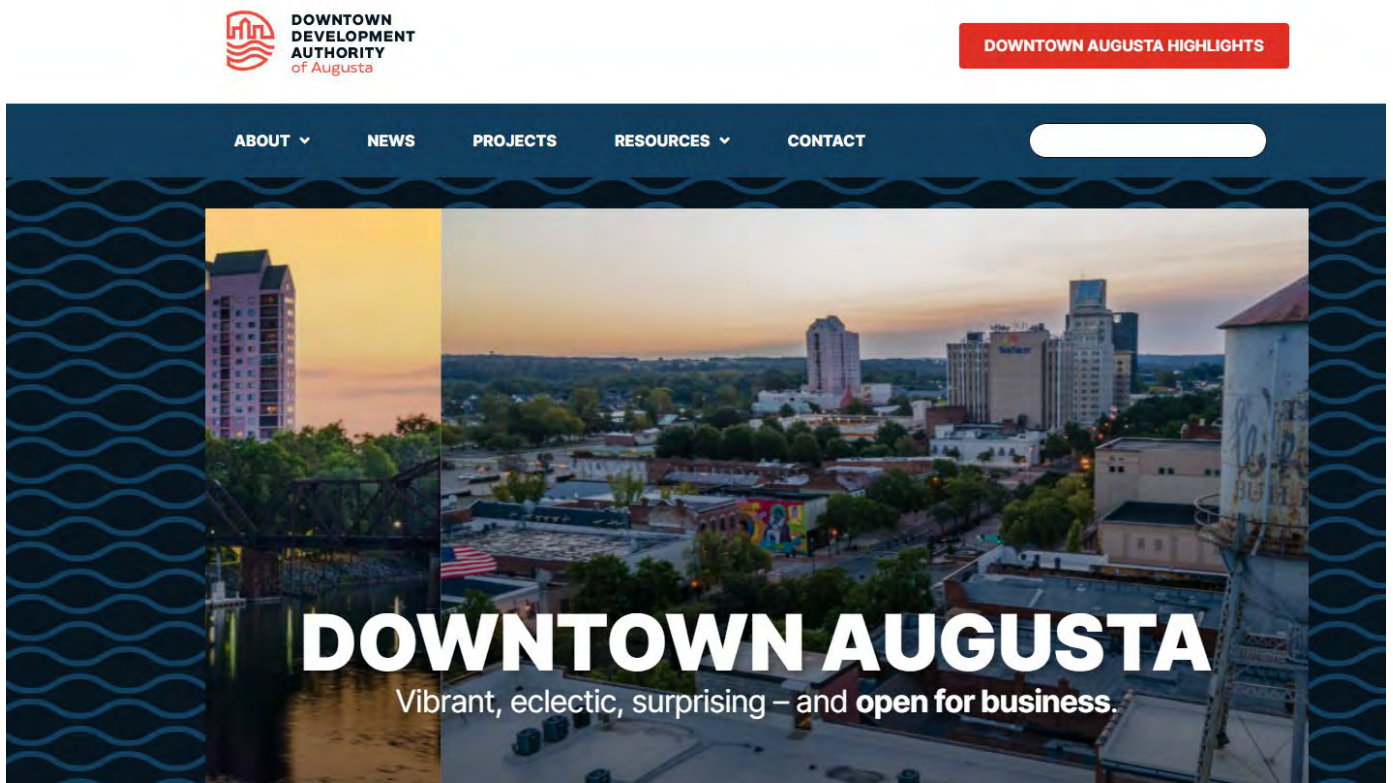 DOWNTOWN
DEVELOPMENT
AUTHORITY
of Augusta
DOWNTOWN AUGUSTA HIGHLIGHTS
ABOUT
NEWS
PROJECTS
RESOURCES
CONTACT
DOWNTOWN AUGUSTA
Vibrant, eclectic, surprising – and open for business.